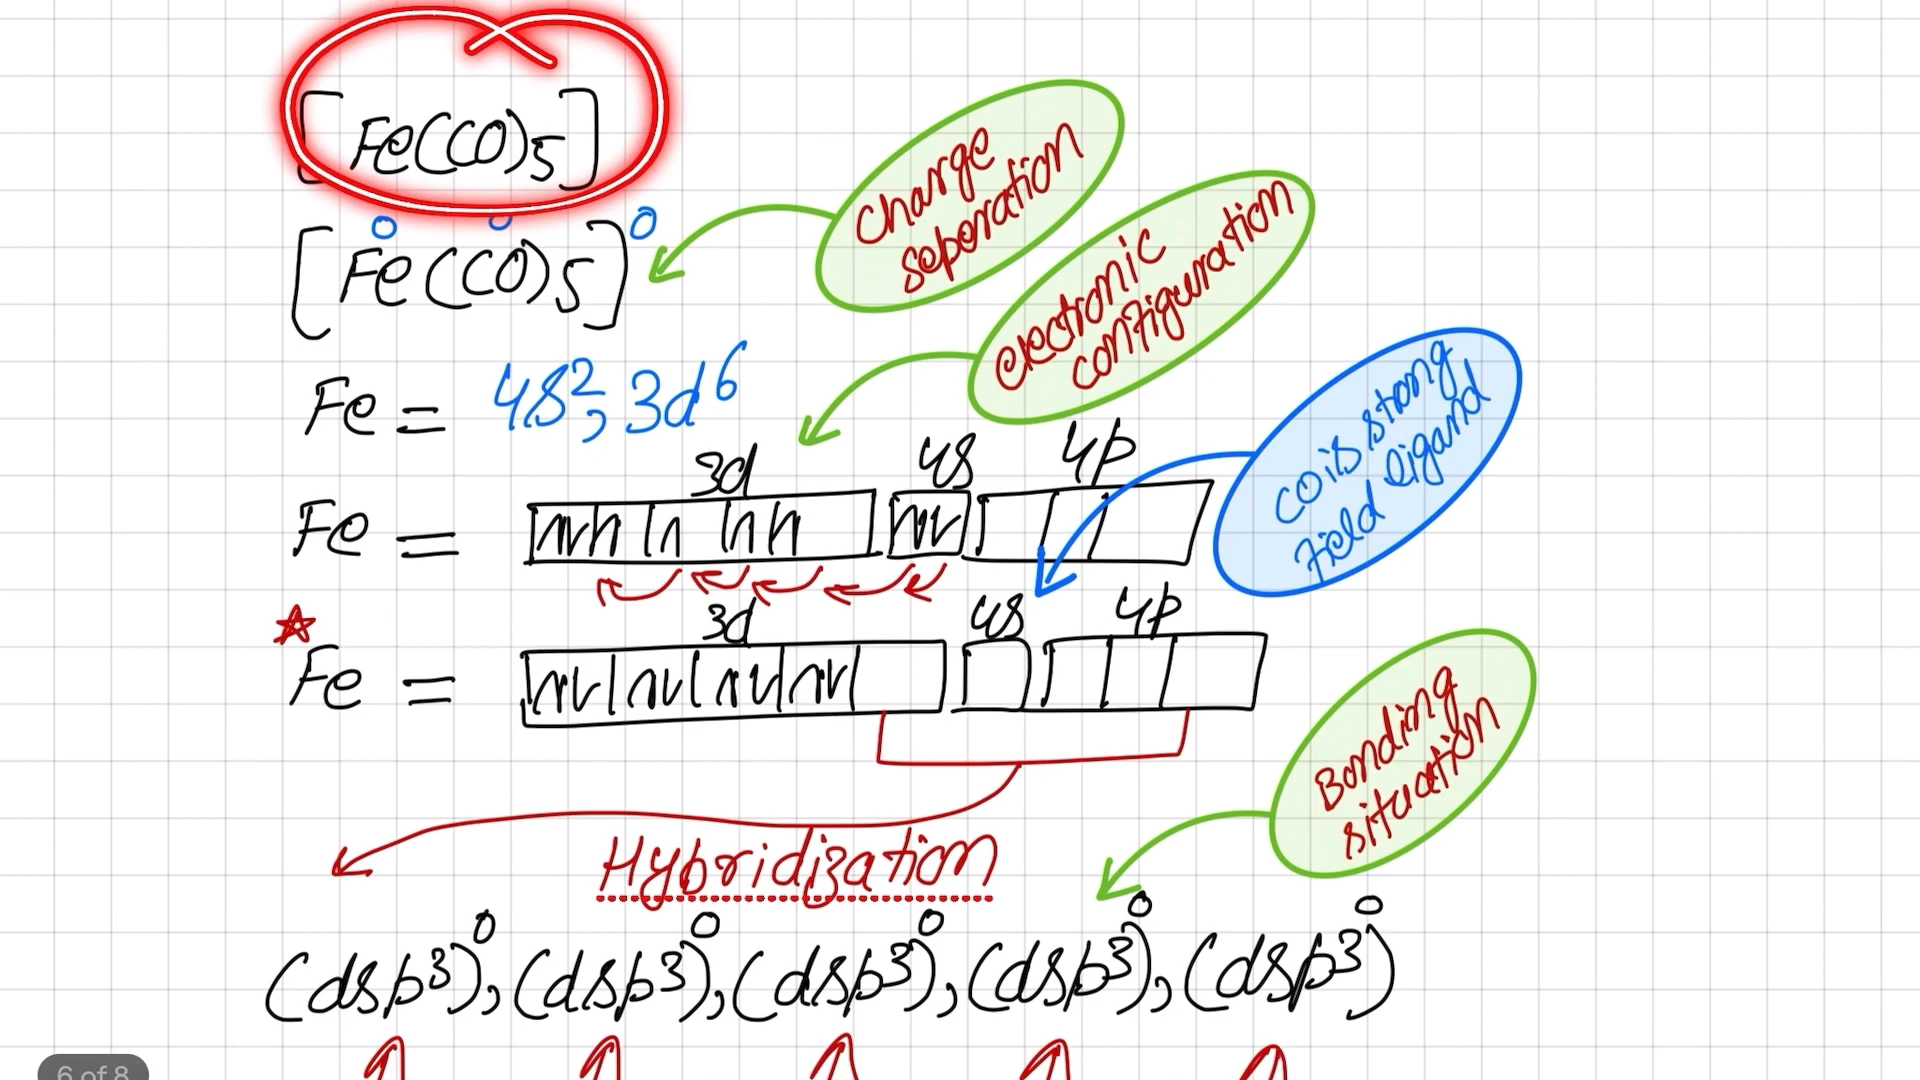 [Fe(CO)5]
[Fe(CO)5]
0 0 0
Charge
seperation
Fe = 4s², 3d⁶
electronic
configuration
3d 4s 4p
Fe =
CO is strong
field ligand
3d 4s 4p
Fe =
Bonding
situation
Hybridization
(dsp³)⁰, (dsp³)⁰, (dsp³)⁰, (dsp³)⁰, (dsp³)⁰
6 of 8